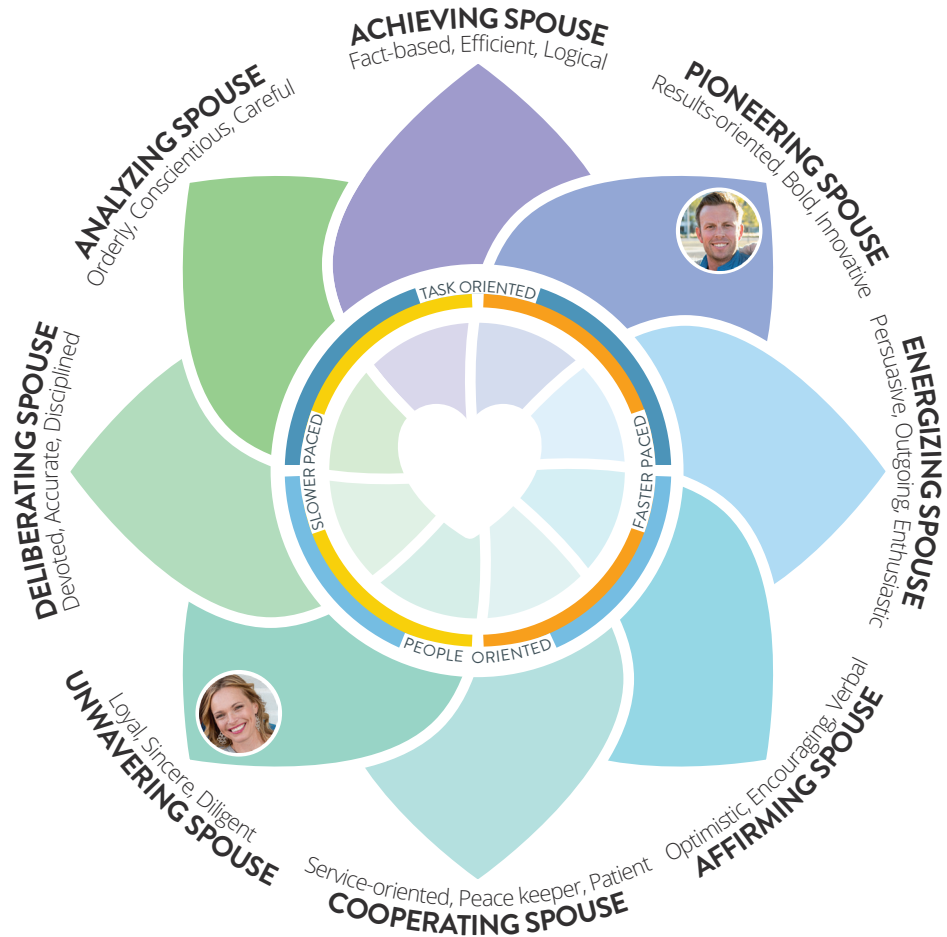 ACHIEVING SPOUSE
Fact-based, Efficient, Logical
PIONEERING SPOUSE
Results-oriented, Bold, Innovative
ENERGIZING SPOUSE
Persuasive, Outgoing, Enthusiastic
AFFIRMING SPOUSE
Optimistic, Encouraging, Verbal
COOPERATING SPOUSE
Service-oriented, Peace keeper, Patient
UNWAVERING SPOUSE
Loyal, Sincere, Diligent
DELIBERATING SPOUSE
Devoted, Accurate, Disciplined
ANALYZING SPOUSE
Orderly, Conscientious, Careful
TASK ORIENTED
FASTER PACED
PEOPLE ORIENTED
SLOWER PACED